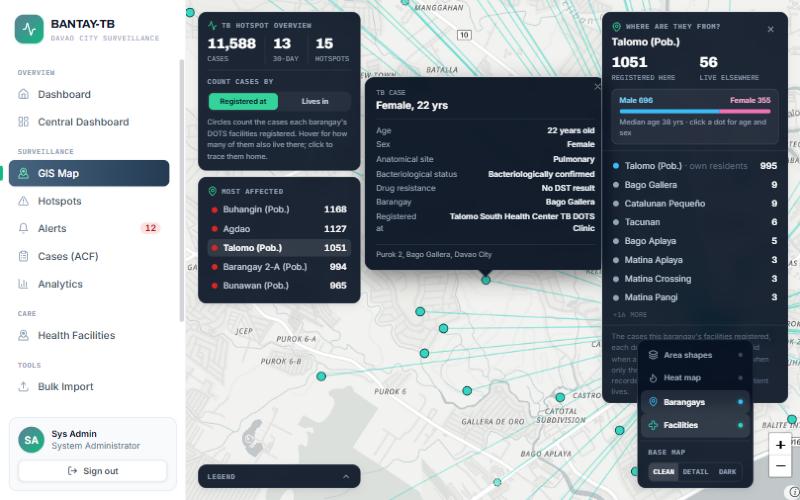 BANTAY-TB
DAVAO CITY SURVEILLANCE
OVERVIEW
Dashboard
Central Dashboard
SURVEILLANCE
GIS Map
Hotspots
Alerts 12
Cases (ACF)
Analytics
CARE
Health Facilities
TOOLS
Bulk Import
SA
Sys Admin
System Administrator
Sign out
TB HOTSPOT OVERVIEW
11,588 13 15
CASES 30-DAY HOTSPOTS
COUNT CASES BY
Registered at Lives in
Circles count the cases each barangay's
DOTS facilities registered. Hover for how
many of them also live there; click to
trace them home.
MOST AFFECTED
Buhangin (Pob.) 1168
Agdao 1127
Talomo (Pob.) 1051
Barangay 2-A (Pob.) 994
Bunawan (Pob.) 965
LEGEND
MANGGAHAN
10
BATALLA
TB CASE
Female, 22 yrs
Age 22 years old
Sex Female
Anatomical site Pulmonary
Bacteriological status Bacteriologically confirmed
Drug resistance No DST result
Barangay Bago Gallera
Registered at Talomo South Health Center TB DOTS
Clinic
Purok 2, Bago Gallera, Davao City
JCEP
PUROK 6-A
PUROK 6-B
PUROK 6
GALLERA DE ORO
CATOTAL
SUBDIVISION
BAGO APLAYA
WHERE ARE THEY FROM?
Talomo (Pob.)
1051 56
REGISTERED HERE LIVE ELSEWHERE
Male 696 Female 355
Median age 38 yrs · click a dot for age and
sex
Talomo (Pob.) · own residents 995
Bago Gallera 9
Catalunan Pequeño 9
Tacunan 6
Bago Aplaya 5
Matina Aplaya 3
Matina Crossing 3
Matina Pangi 3
+16 MORE
The cases this barangay's facilities registered,
Area shapes
Heat map
Barangays
Facilities
BASE MAP
CLEAN DETAIL DARK
+
−